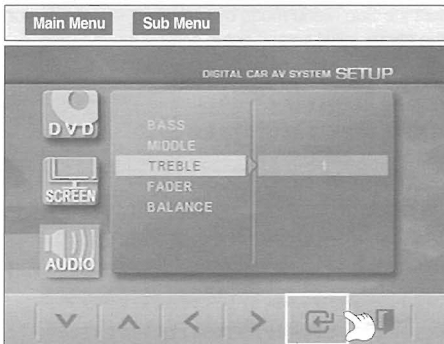 Main Menu Sub Menu
DIGITAL CAR AV SYSTEM SETUP
DVD
BASS
MIDDLE
TREBLE
FADER
BALANCE
SCREEN
AUDIO